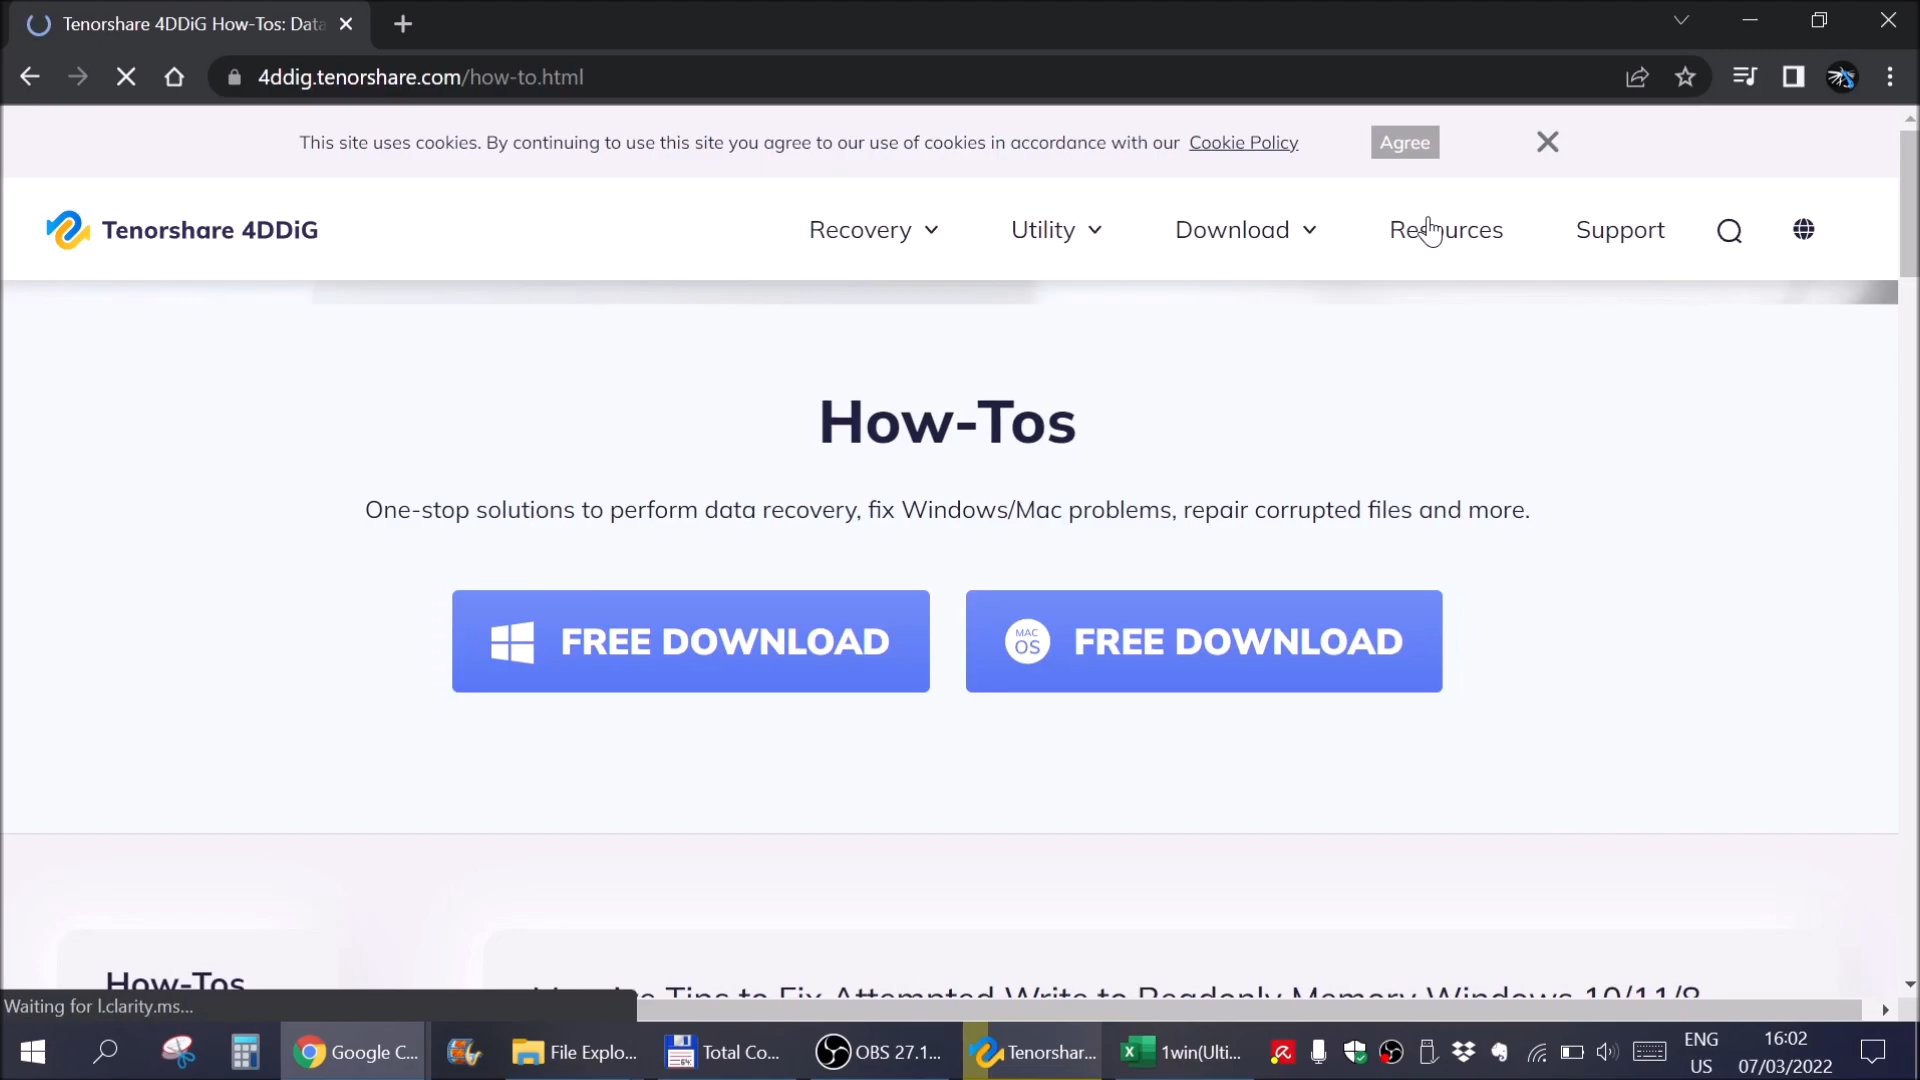 Tenorshare 4DDiG How-Tos: Data
4ddig.tenorshare.com/how-to.html
This site uses cookies. By continuing to use this site you agree to our use of cookies in accordance with our Cookie Policy
Agree
Tenorshare 4DDiG
Recovery
Utility
Download
Resources
Support
How-Tos
One-stop solutions to perform data recovery, fix Windows/Mac problems, repair corrupted files and more.
FREE DOWNLOAD
MAC OS FREE DOWNLOAD
How-Tos
Tips to Fix Attempted Write to Readonly Memory Windows 10/11/8
Waiting for l.clarity.ms...
Google C...
File Explo...
64
Total Co...
OBS 27.1...
Tenorshar...
1win(Ulti...
ENG
US
16:02
07/03/2022